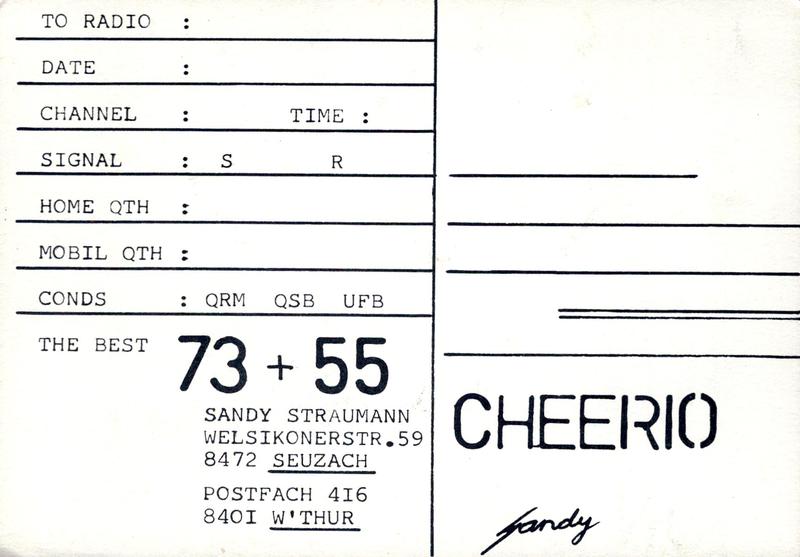 TO RADIO :
DATE :
CHANNEL : TIME :
SIGNAL : S R
HOME QTH :
MOBIL QTH :
CONDS : QRM QSB UFB
THE BEST 73 + 55
SANDY STRAUMANN
WELSIKONERSTR.59
8472 SEUZACH
POSTFACH 416
8401 W'THUR
CHEERIO
Sandy